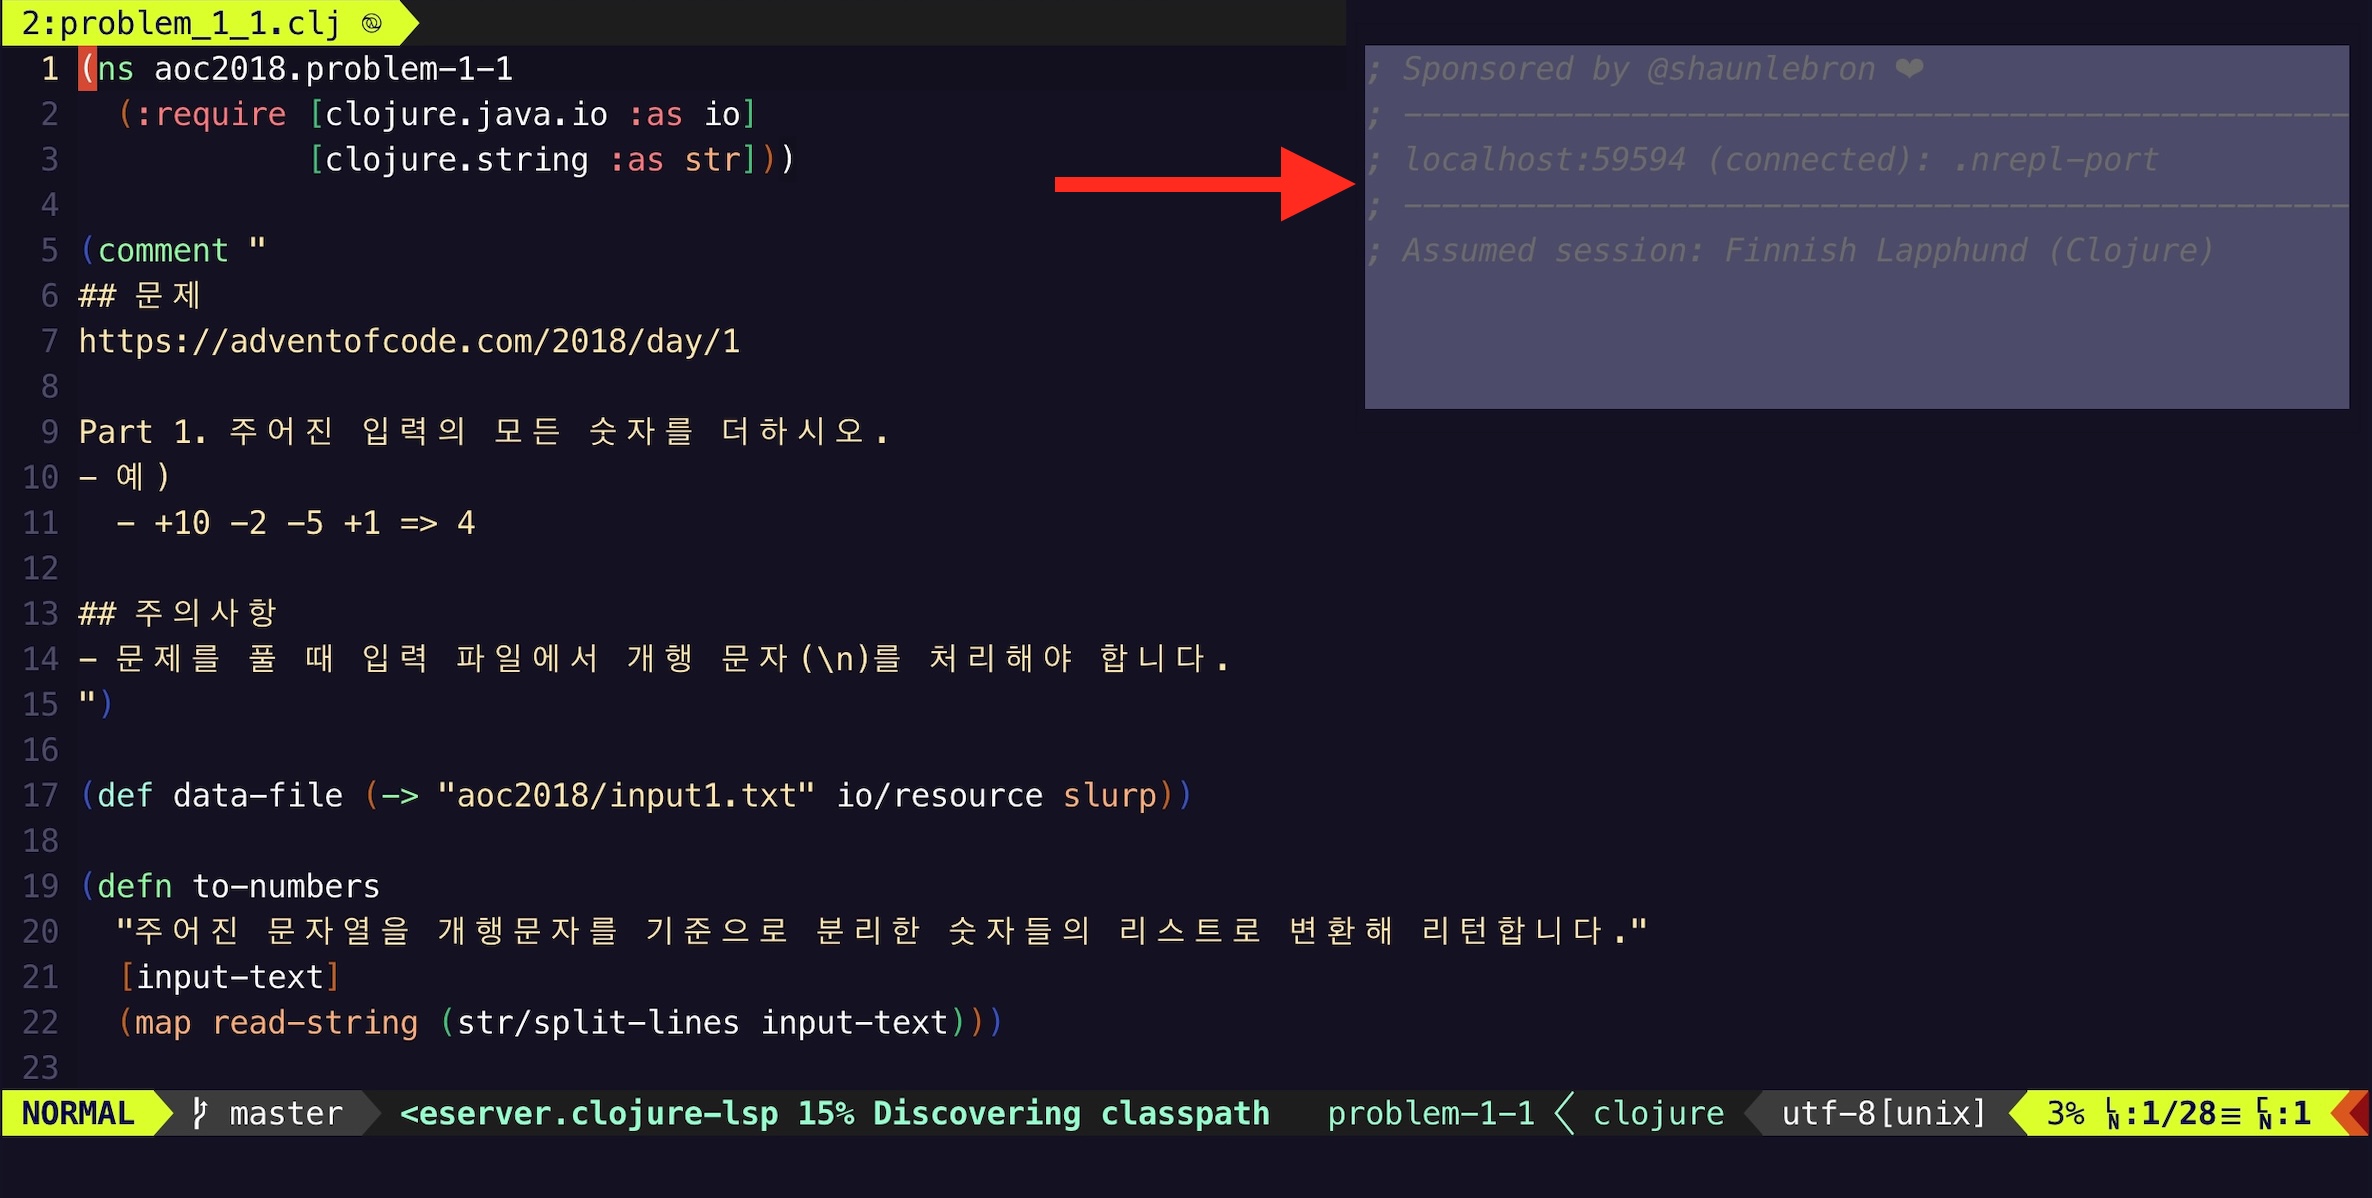 2:problem_1_1.clj
1 (ns aoc2018.problem-1-1
2   (:require [clojure.java.io :as io]
3             [clojure.string :as str]))
4
5 (comment "
6 ## 문제
7 https://adventofcode.com/2018/day/1
8
9 Part 1. 주어진 입력의 모든 숫자를 더하시오.
10 - 예)
11   - +10 -2 -5 +1 => 4
12
13 ## 주의사항
14 - 문제를 풀 때 입력 파일에서 개행 문자(\n)를 처리해야 합니다.
15 ")
16
17 (def data-file (-> "aoc2018/input1.txt" io/resource slurp))
18
19 (defn to-numbers
20   "주어진 문자열을 개행문자를 기준으로 분리한 숫자들의 리스트로 변환해 리턴합니다."
21   [input-text]
22   (map read-string (str/split-lines input-text)))
23
; Sponsored by @shaunlebron ❤
; --------------------------------------------------
; localhost:59594 (connected): .nrepl-port
; --------------------------------------------------
; Assumed session: Finnish Lapphund (Clojure)
NORMAL master <eserver.clojure-lsp 15% Discovering classpath problem-1-1 clojure utf-8[unix] 3% LN:1/28≡ CN:1